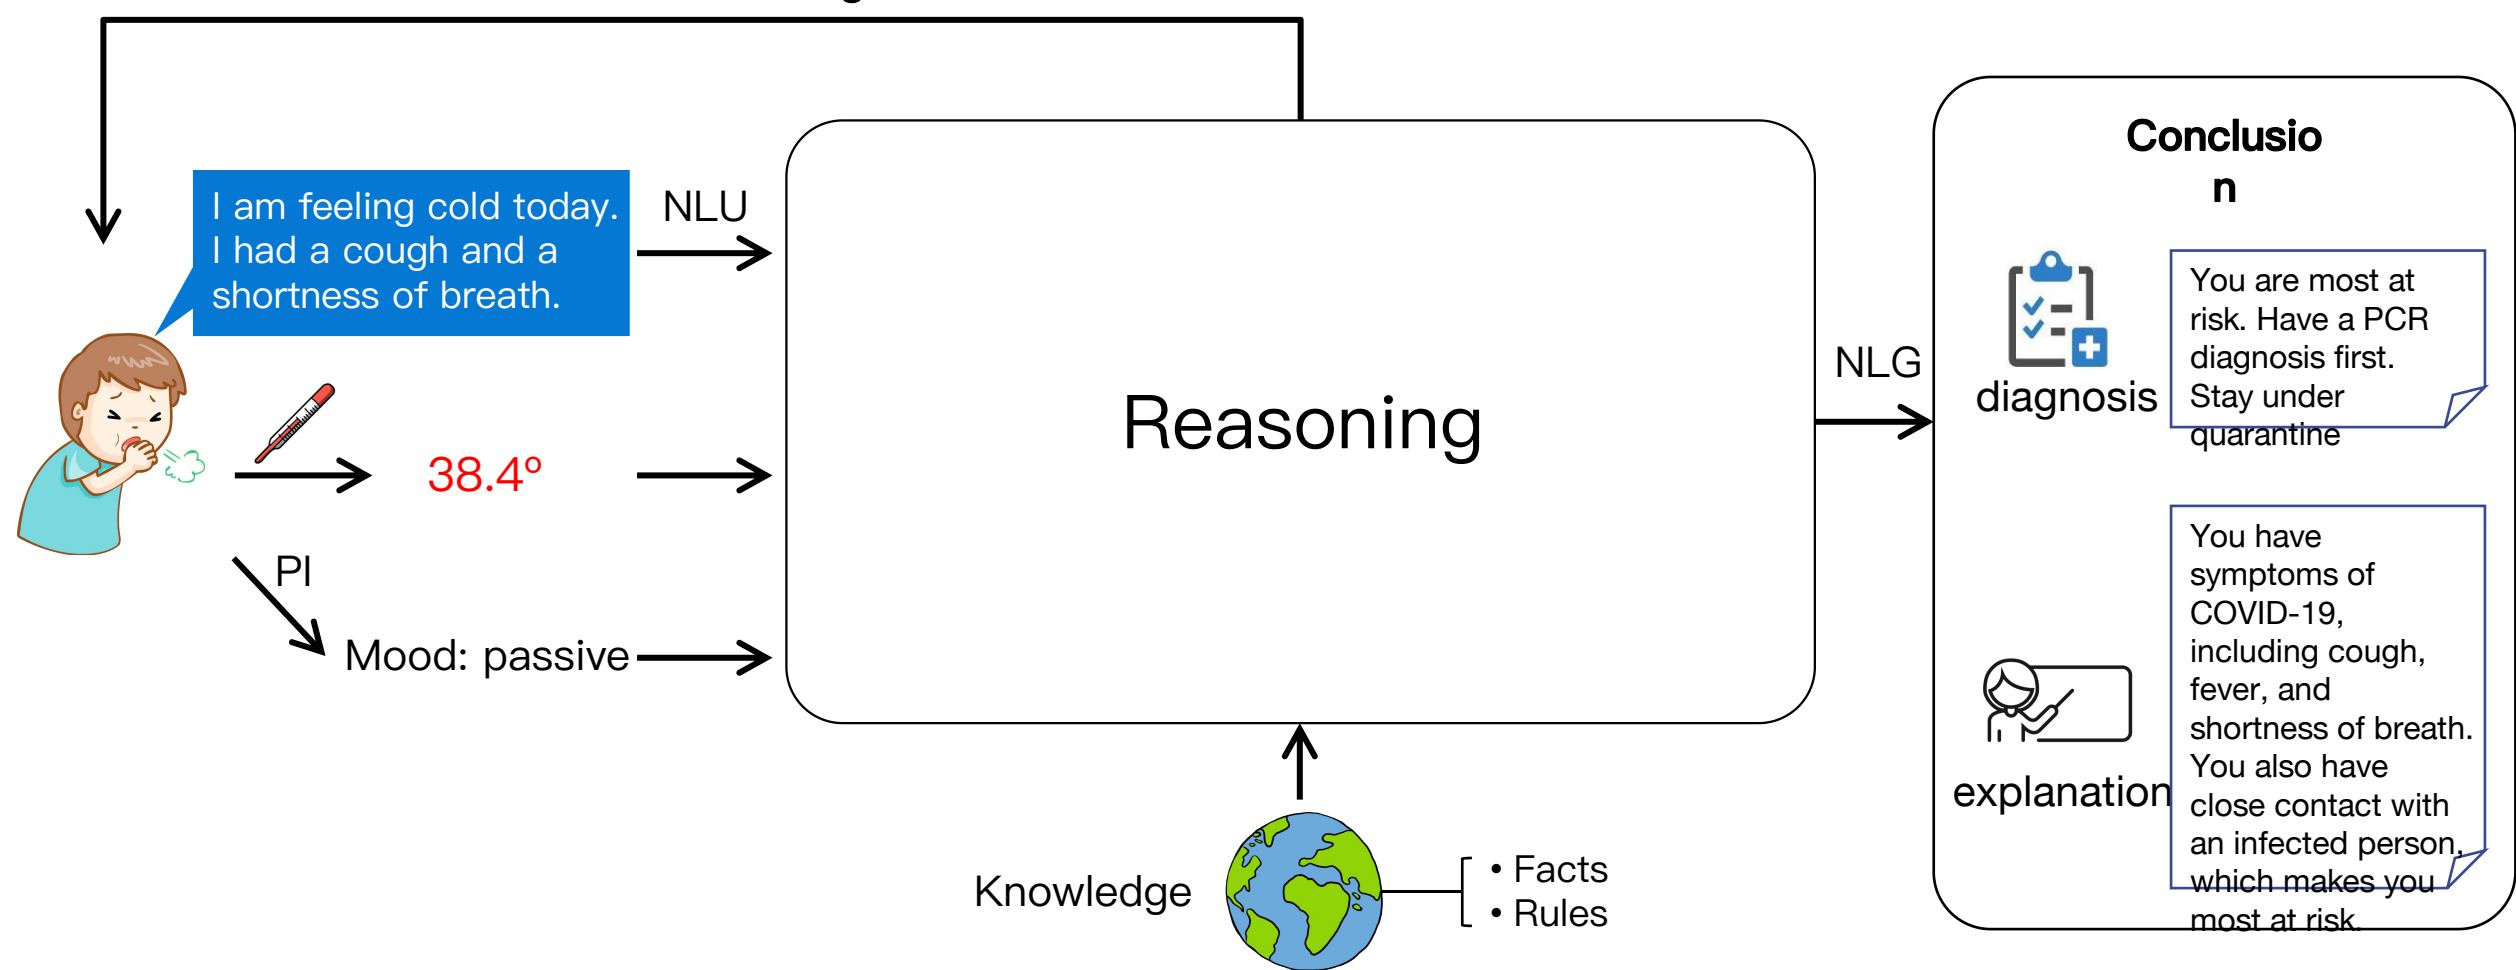 I am feeling cold today.
I had a cough and a
shortness of breath.
NLU
38.4º
PI
Mood: passive
Reasoning
Knowledge
• Facts
• Rules
NLG
Conclusio
n
diagnosis
You are most at
risk. Have a PCR
diagnosis first.
Stay under
quarantine
explanation
You have
symptoms of
COVID-19,
including cough,
fever, and
shortness of breath.
You also have
close contact with
an infected person,
which makes you
most at risk.